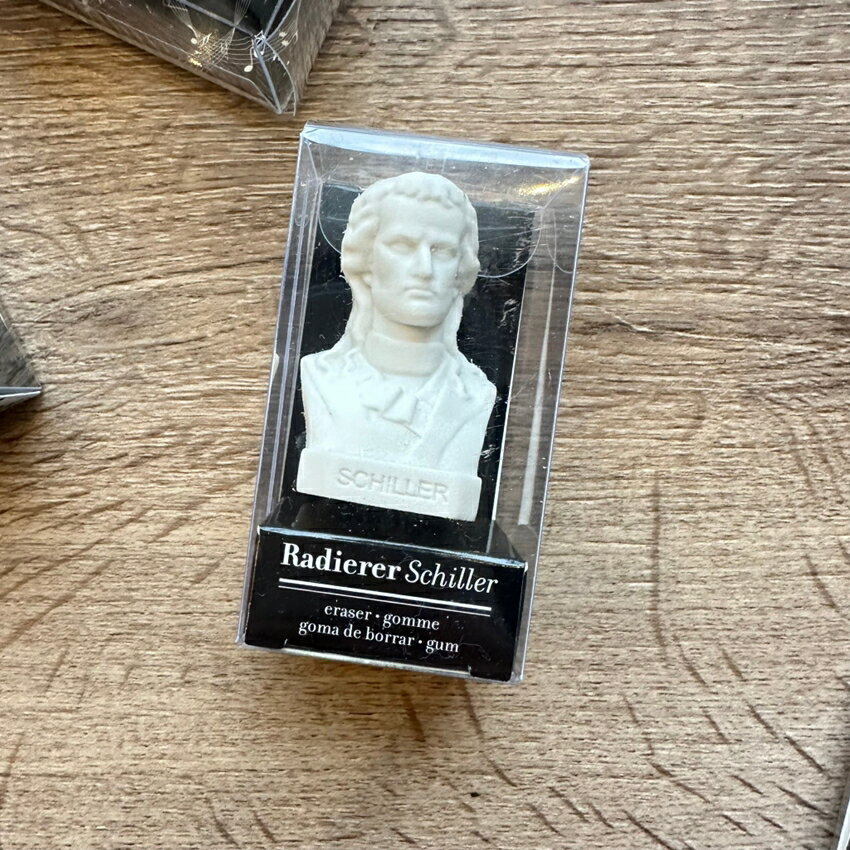 SCHILLER
Radierer Schiller
eraser • gomme
goma de borrar • gum